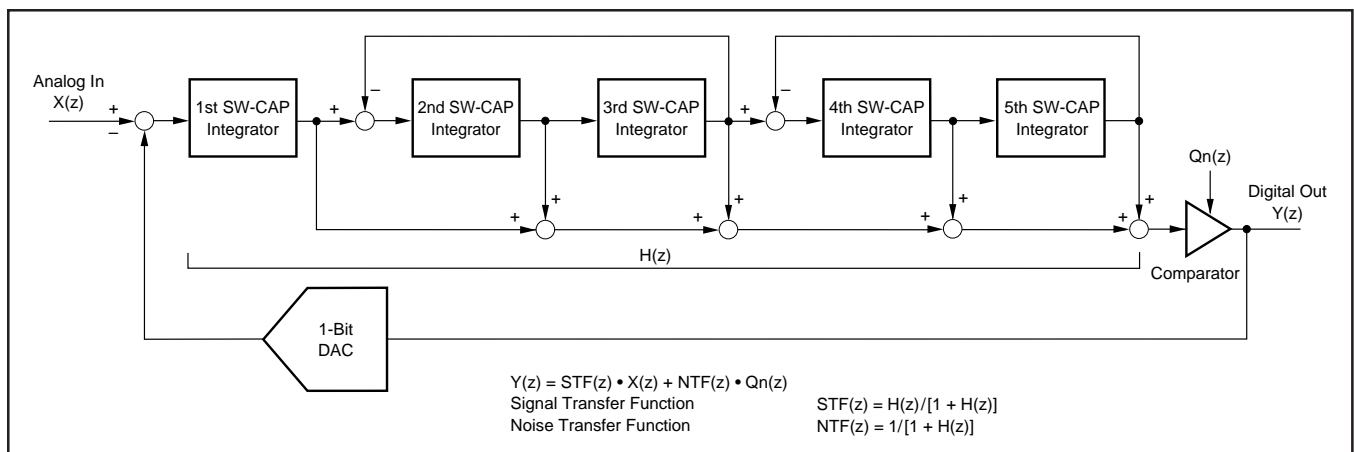 Analog In
X(z)
+
−
1st SW-CAP
Integrator
+
−
2nd SW-CAP
Integrator
3rd SW-CAP
Integrator
+
−
4th SW-CAP
Integrator
5th SW-CAP
Integrator
+
+
+
+
+
+
+
+
Qn(z)
Digital Out
Y(z)
H(z)
Comparator
1-Bit
DAC
Y(z) = STF(z) • X(z) + NTF(z) • Qn(z)
Signal Transfer Function STF(z) = H(z)/[1 + H(z)]
Noise Transfer Function NTF(z) = 1/[1 + H(z)]